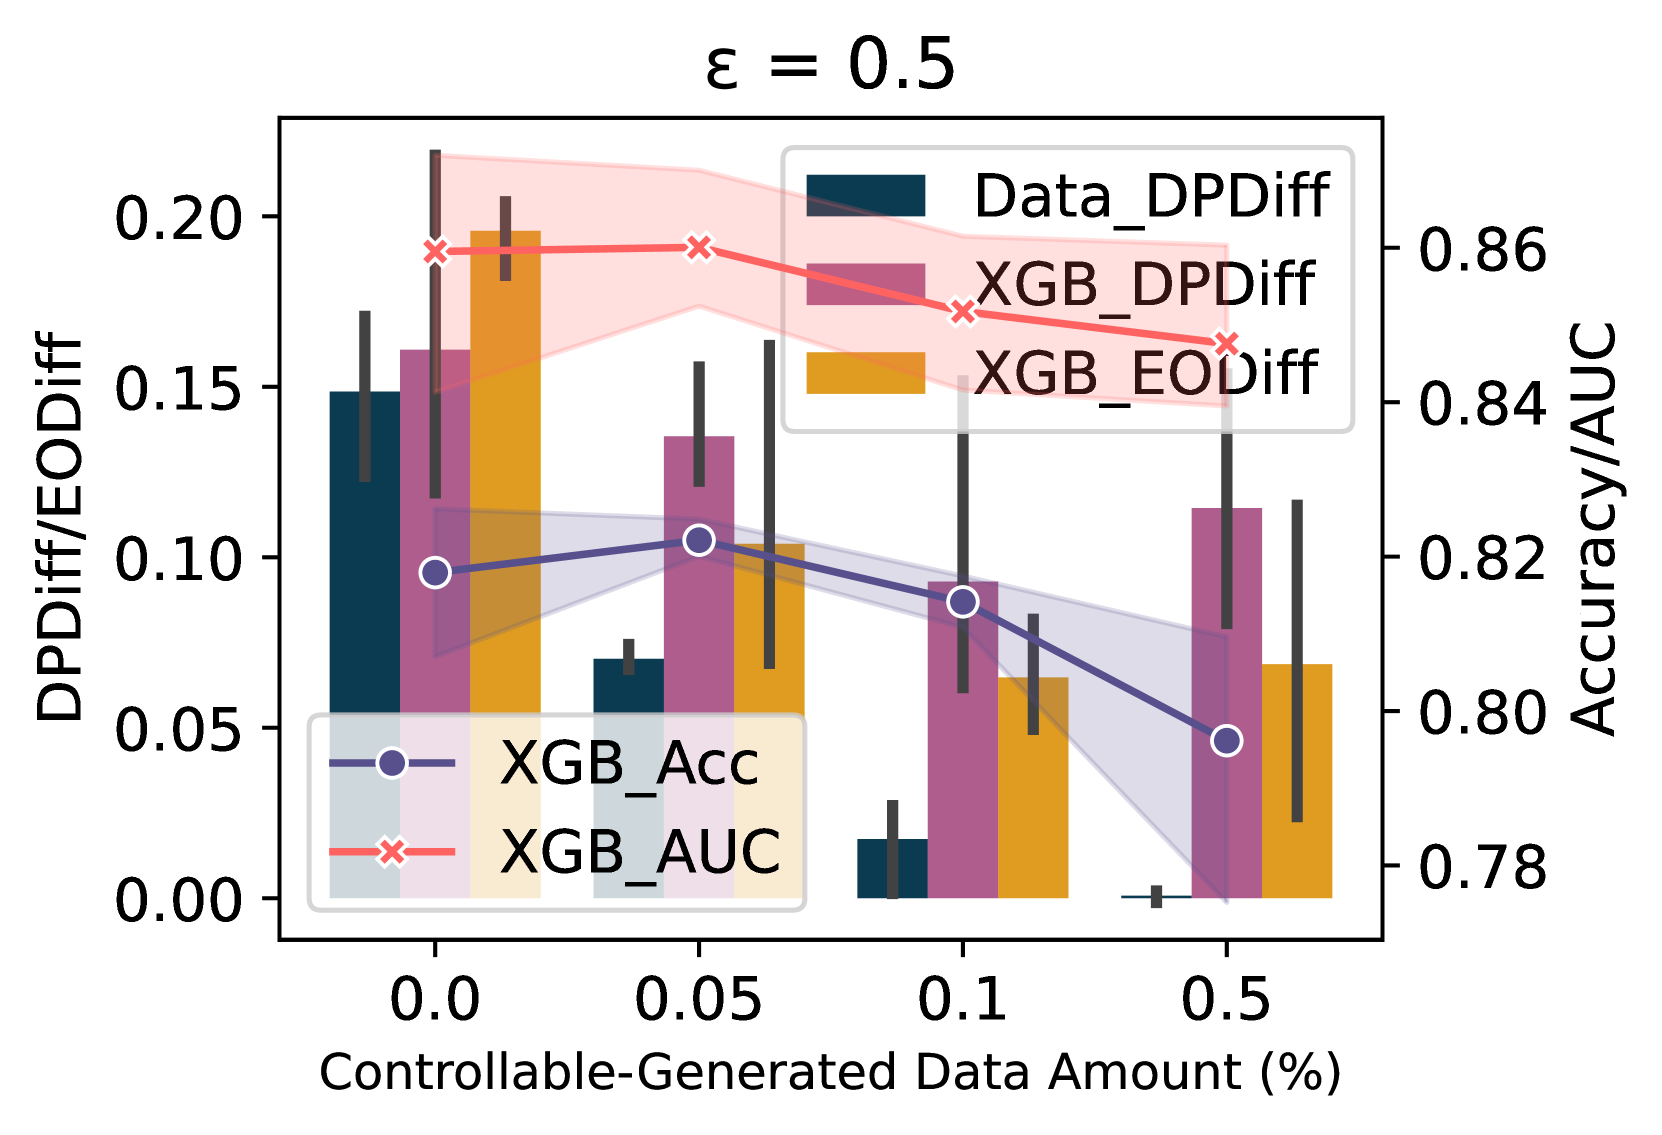 ε = 0.5
DPDiff/EODiff
0.20
0.15
0.10
0.05
0.00
Data_DPDiff
XGB_DPDiff
XGB_EODiff
XGB_Acc
XGB_AUC
0.86
0.84
0.82
0.80
0.78
Accuracy/AUC
0.0 0.05 0.1 0.5
Controllable-Generated Data Amount (%)